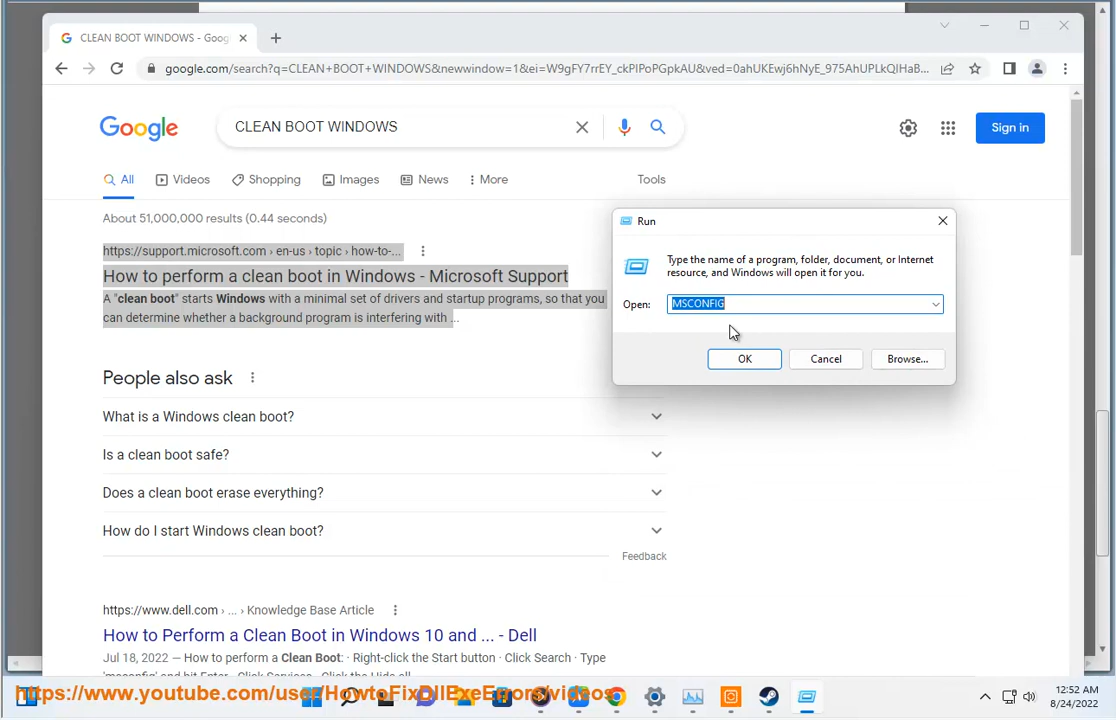 CLEAN BOOT WINDOWS - Goog
google.com/search?q=CLEAN+BOOT+WINDOWS&newwindow=1&ei=W9gFY7rrEY_ckPIPoPGpkAU&ved=0ahUKEwj6hNyE_975AhUPLkQIHaB...
Google
CLEAN BOOT WINDOWS
Sign in
All
Videos
Shopping
Images
News
More
Tools
About 51,000,000 results (0.44 seconds)
https://support.microsoft.com › en-us › topic › how-to-...
How to perform a clean boot in Windows - Microsoft Support
A "clean boot" starts Windows with a minimal set of drivers and startup programs, so that you
can determine whether a background program is interfering with ...
Run
Type the name of a program, folder, document, or Internet
resource, and Windows will open it for you.
Open:
MSCONFIG
OK
Cancel
Browse...
People also ask
What is a Windows clean boot?
Is a clean boot safe?
Does a clean boot erase everything?
How do I start Windows clean boot?
Feedback
https://www.dell.com › ... › Knowledge Base Article
How to Perform a Clean Boot in Windows 10 and ... - Dell
Jul 18, 2022 — How to perform a Clean Boot: · Right-click the Start button · Click Search · Type
https://www.youtube.com/user/HowtoFixDllExeErrors/videos
12:52 AM
8/24/2022